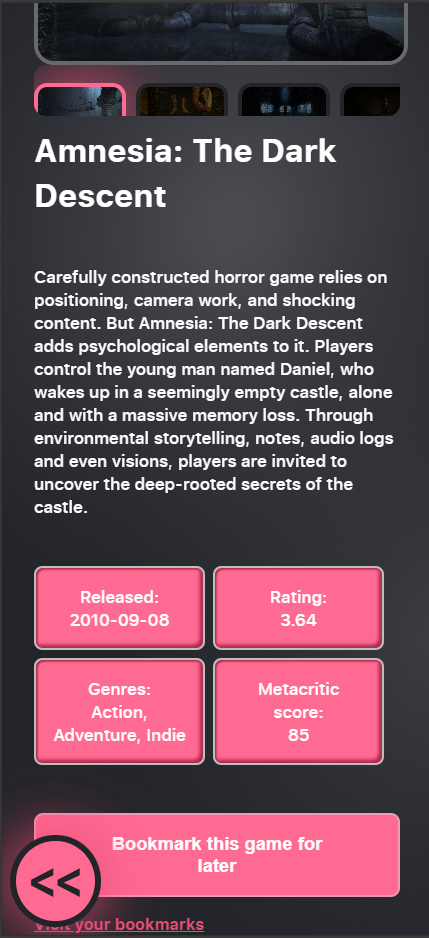 Amnesia: The Dark
Descent
Carefully constructed horror game relies on
positioning, camera work, and shocking
content. But Amnesia: The Dark Descent
adds psychological elements to it. Players
control the young man named Daniel, who
wakes up in a seemingly empty castle, alone
and with a massive memory loss. Through
environmental storytelling, notes, audio logs
and even visions, players are invited to
uncover the deep-rooted secrets of the
castle.
Released:
2010-09-08
Rating:
3.64
Genres:
Action,
Adventure, Indie
Metacritic
score:
85
Bookmark this game for
later
<<
Visit your bookmarks